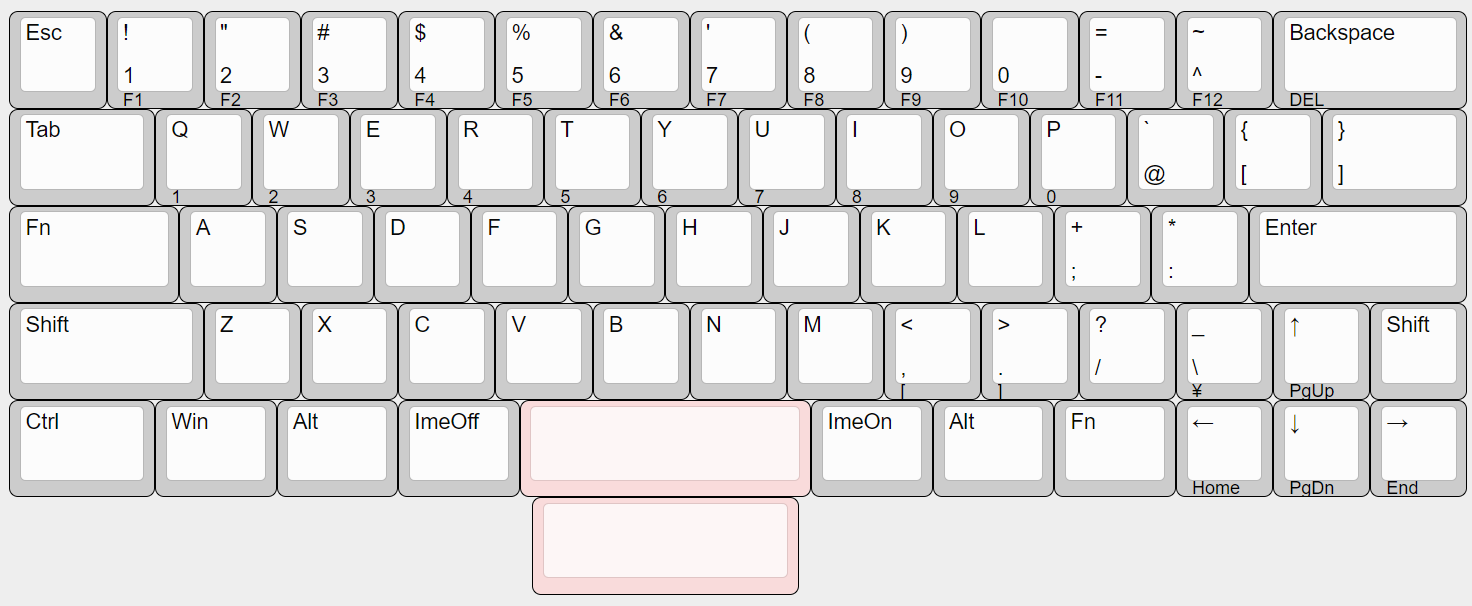 Esc ! " # $ % & ' ( ) = ~ Backspace
1 2 3 4 5 6 7 8 9 0 - ^
F1 F2 F3 F4 F5 F6 F7 F8 F9 F10 F11 F12 DEL
Tab Q W E R T Y U I O P ` { }
@ [ ]
1 2 3 4 5 6 7 8 9 0
Fn A S D F G H J K L + * Enter
; :
Shift Z X C V B N M < > ? _ ↑ Shift
, . / \
[ ] ¥ PgUp
Ctrl Win Alt ImeOff ImeOn Alt Fn ← ↓ →
Home PgDn End